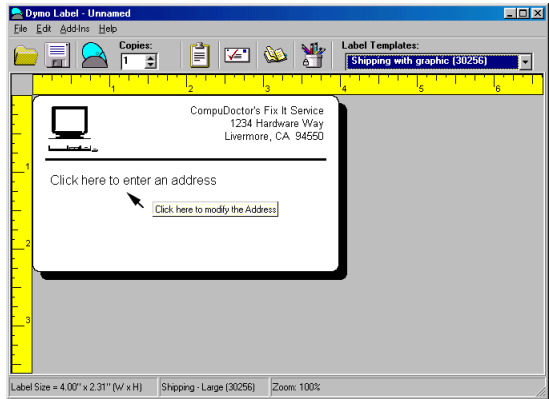 Dymo Label - Unnamed
File Edit Add-Ins Help
Copies:
1
Label Templates:
Shipping with graphic (30256)
1 2 3 4 5 6
CompuDoctor's Fix It Service
1234 Hardware Way
Livermore, CA 94550
1
Click here to enter an address
Click here to modify the Address
2
3
Label Size = 4.00" x 2.31" (W x H) Shipping - Large (30256) Zoom: 100%